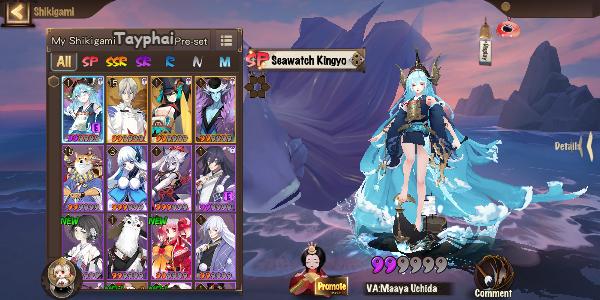 Shikigami
My Shikigami Tayphai Pre-set
All SP SSR SR R N M
SP Seawatch Kingyo
Details
NEW
NEW
Promote
VA:Maaya Uchida
Comment